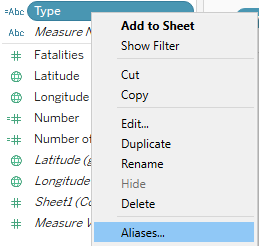 =Abc Type
Abc Measure N
Add to Sheet
Show Filter
Fatalities
Latitude
Cut
Longitude
Copy
Number
Edit...
Number of
Duplicate
Latitude (g
Rename
Longitude
Hide
Sheet1 (Co
Delete
Measure V
Aliases...